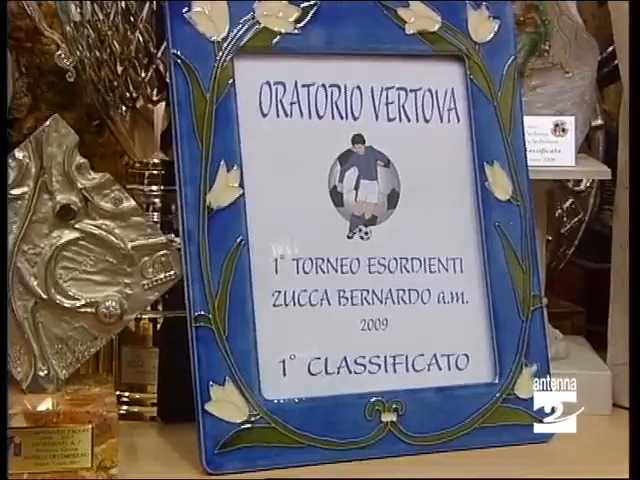 ORATORIO VERTOVA
1° TORNEO ESORDIENTI
ZUCCA BERNARDO a.m.
2009
1° CLASSIFICATO
antenna
2